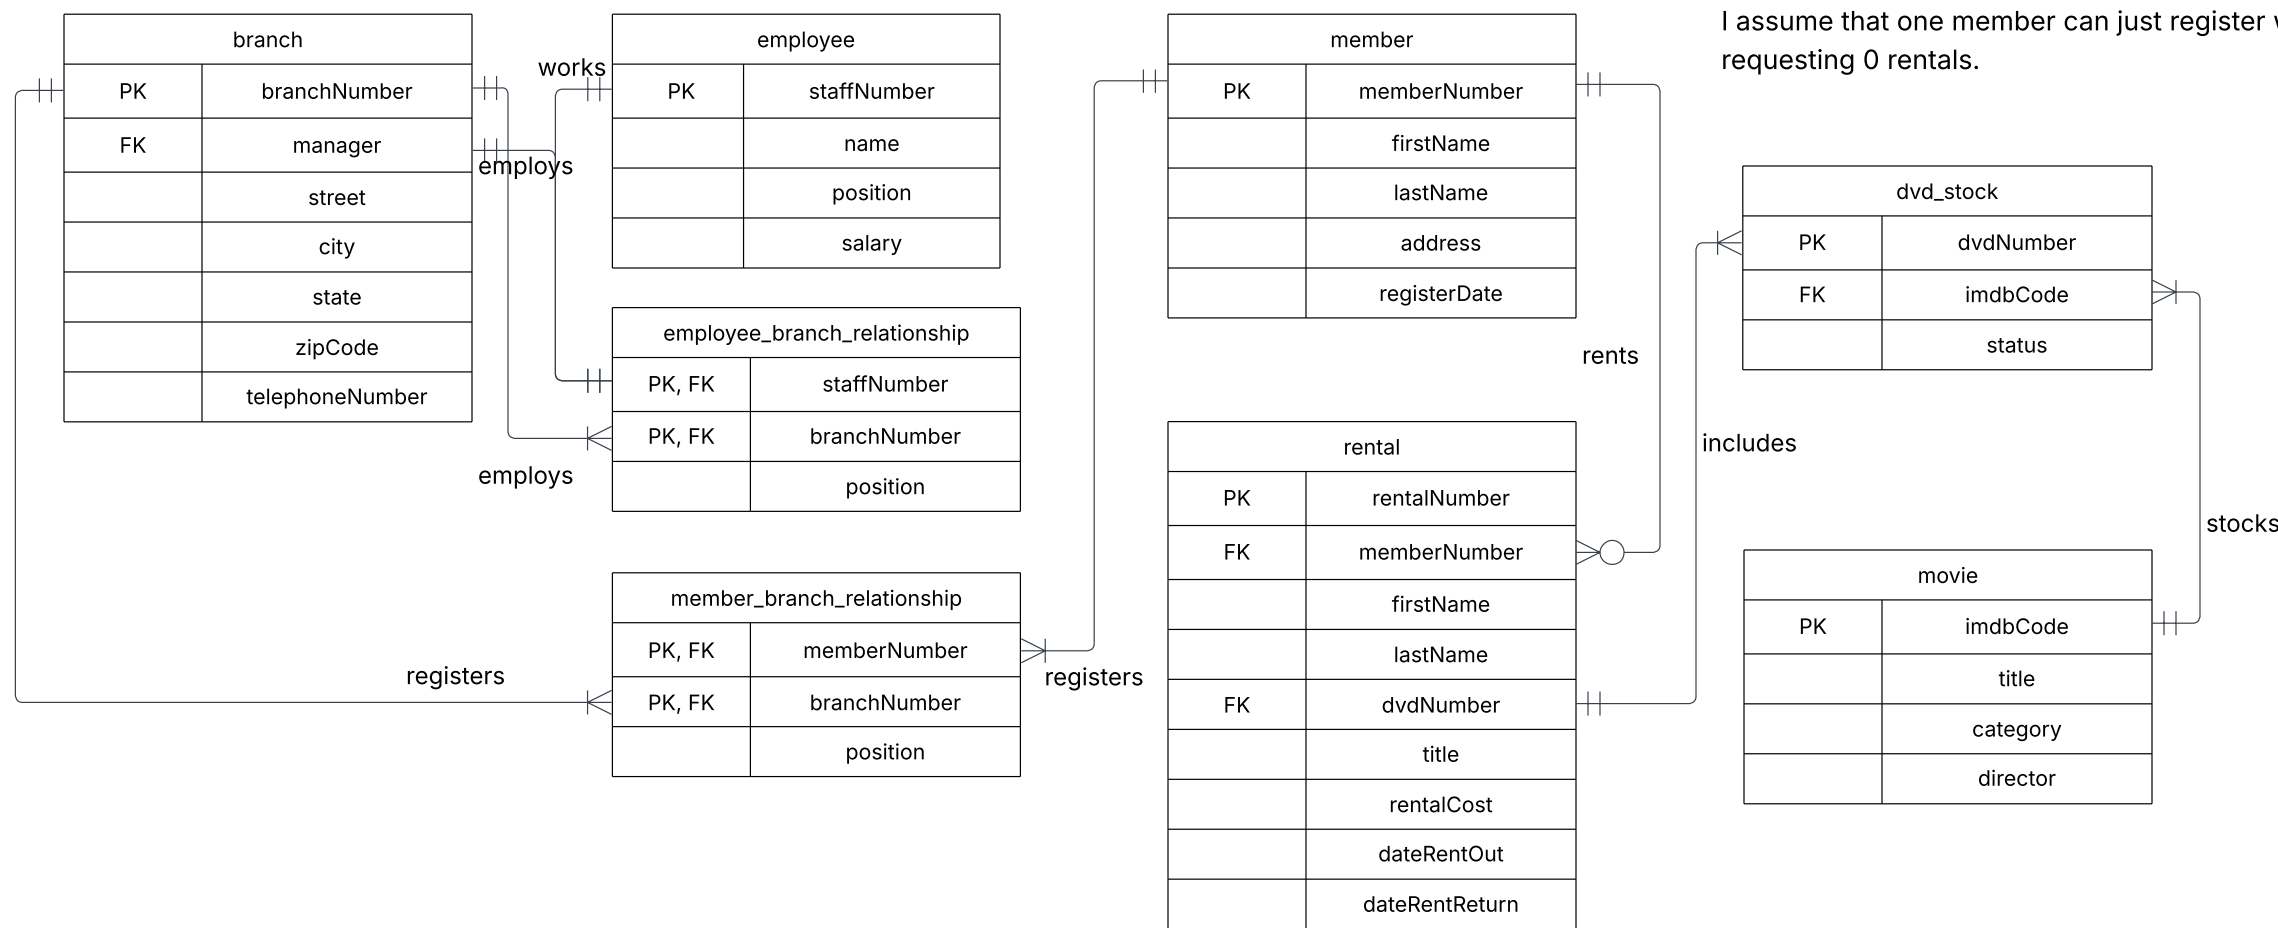 branch
PK branchNumber
FK manager
street
city
state
zipCode
telephoneNumber
works
employs
employs
registers
employee
PK staffNumber
name
position
salary
employee_branch_relationship
PK, FK staffNumber
PK, FK branchNumber
position
member_branch_relationship
PK, FK memberNumber
PK, FK branchNumber
position
registers
member
PK memberNumber
firstName
lastName
address
registerDate
rents
rental
PK rentalNumber
FK memberNumber
firstName
lastName
FK dvdNumber
title
rentalCost
dateRentOut
dateRentReturn
I assume that one member can just register
requesting 0 rentals.
dvd_stock
PK dvdNumber
FK imdbCode
status
includes
stocks
movie
PK imdbCode
title
category
director